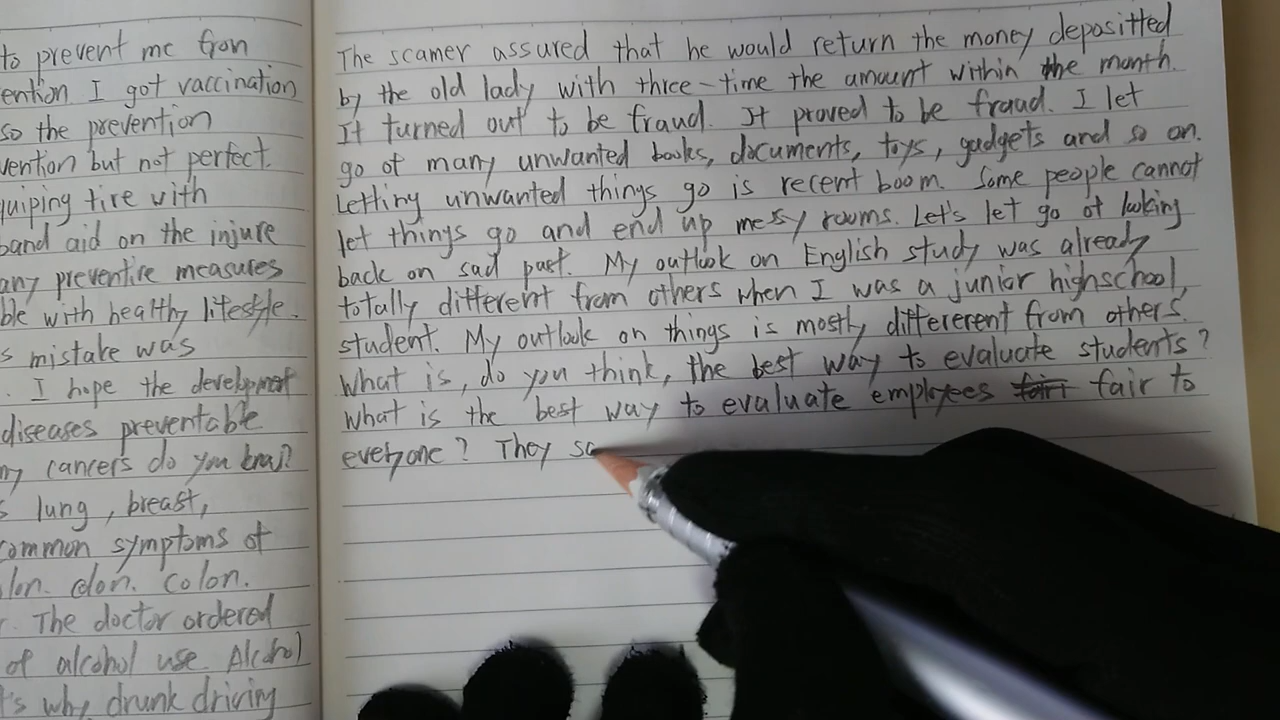 to prevent me from
ention. I got vaccination
so the prevention
vention but not perfect.
quiping tire with
band aid on the injure
any preventive measures
ble with healthy lifestyle.
s mistake was
. I hope the development
diseases preventable
ny cancers do you know?
s lung, breast,
common symptoms of
lon. colon. colon.
r. The doctor ordered
of alcohol use. Alcohol
t's why drunk driving
The scamer assured that he would return the money depositted
by the old lady with three-time the amount within the month.
It turned out to be fraud. It proved to be fraud. I let
go of many unwanted books, documents, toys, gadgets and so on.
Letting unwanted things go is recent boom. Some people cannot
let things go and end up messy rooms. Let's let go of looking
back on sad past. My outlook on English study was already
totally different from others when I was a junior highschool,
student. My outlook on things is mostly differerent from others.
What is, do you think, the best way to evaluate students?
What is the best way to evaluate employees fair fair to
everyone? They sa